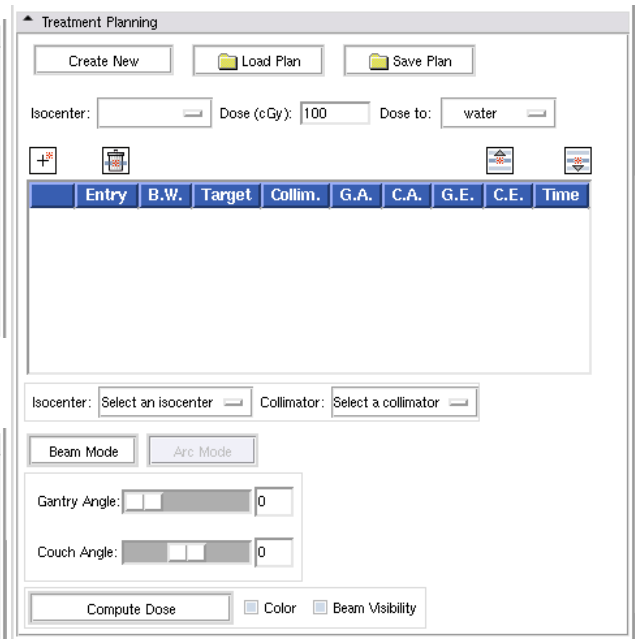 Treatment Planning
Create New Load Plan Save Plan
Isocenter: Dose (cGy): 100 Dose to: water
Entry B.W. Target Collim. G.A. C.A. G.E. C.E. Time
Isocenter: Select an isocenter Collimator: Select a collimator
Beam Mode Arc Mode
Gantry Angle: 0
Couch Angle: 0
Compute Dose Color Beam Visibility